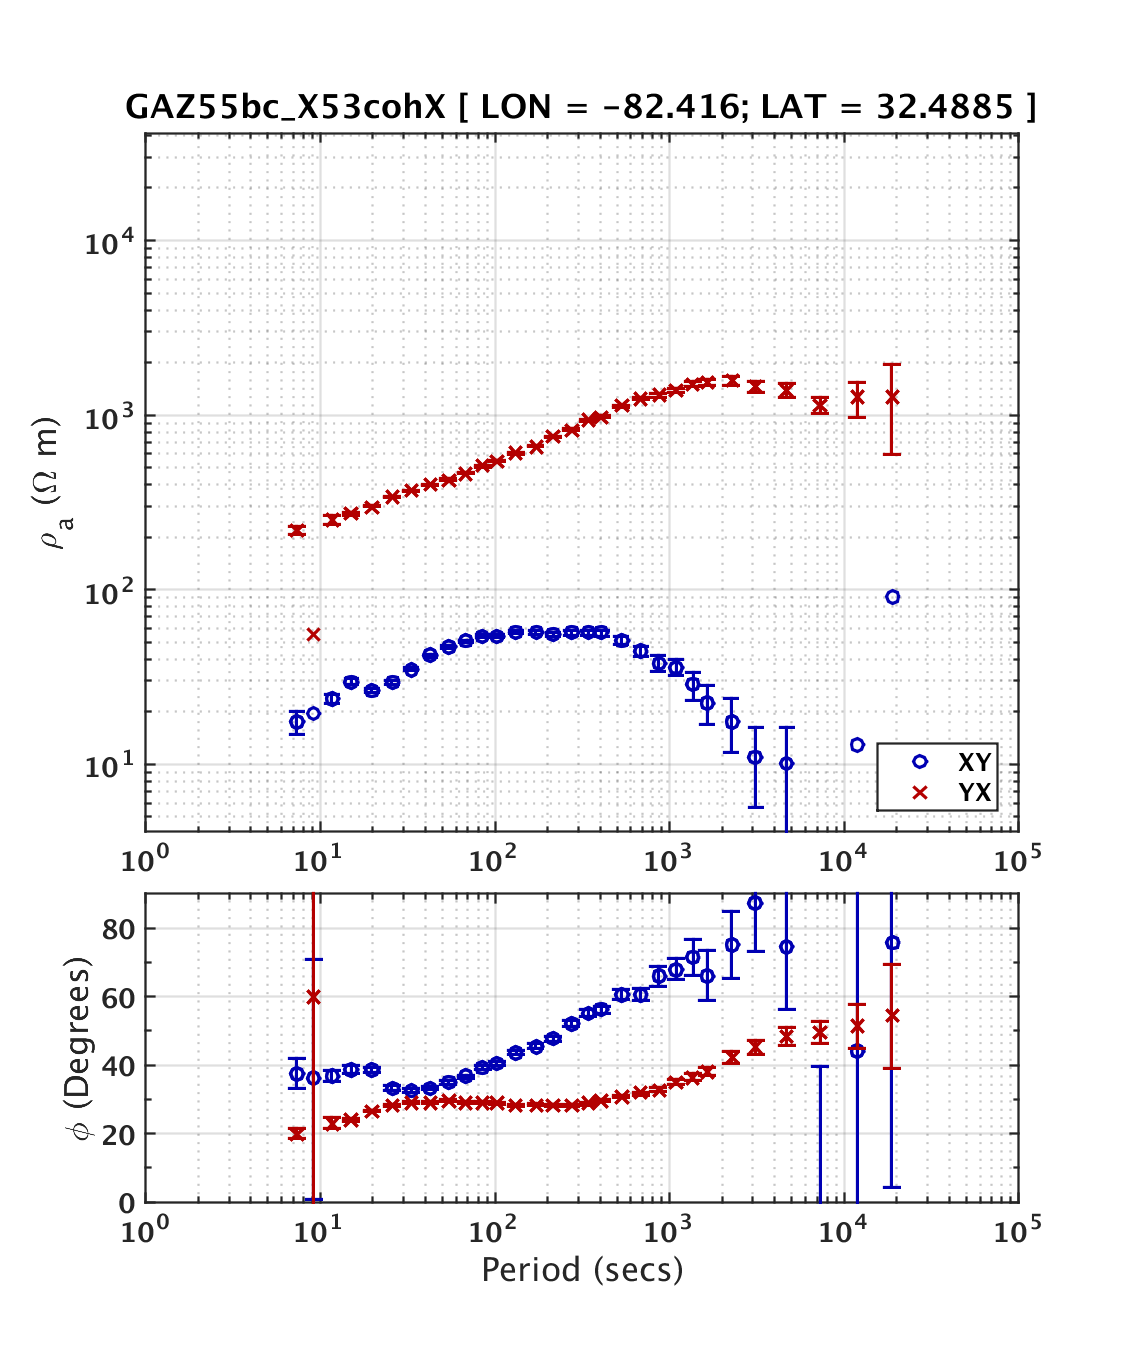 GAZ55bc_X53cohX [ LON = -82.416; LAT = 32.4885 ]
10^4
10^3
10^2
10^1
ρ_a (Ω m)
XY
YX
10^0 10^1 10^2 10^3 10^4 10^5
80
60
40
20
0
φ (Degrees)
10^0 10^1 10^2 10^3 10^4 10^5
Period (secs)